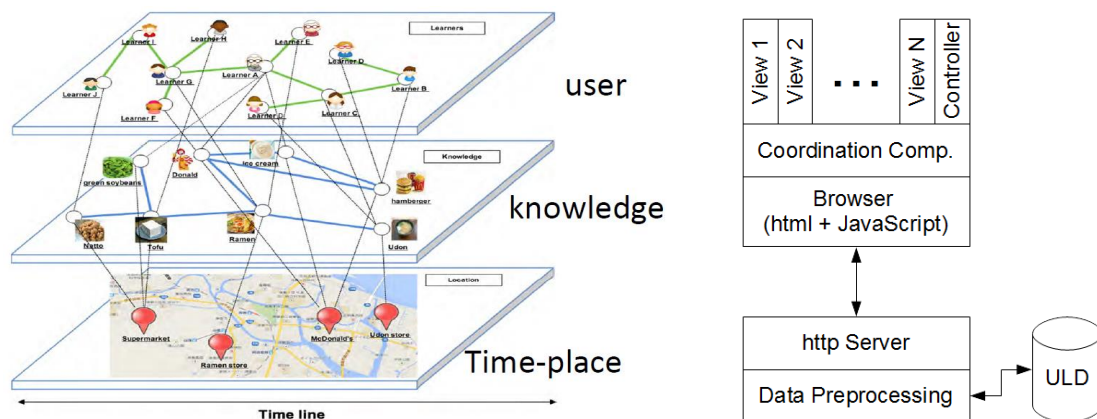 Learners
Learner I
Learner H
Learner E
Learner D
Learner A
Learner G
Learner J
Learner B
Learner F
Learner D
Learner C
user
Knowledge
Ice cream
Donald
green soybeans
hamberger
knowledge
Ramen
Natto
Tofu
Udon
Location
Supermarket
McDonald's
Udon store
Ramen store
Time-place
Time line
View 1
View 2
...
View N
Controller
Coordination Comp.
Browser
(html + JavaScript)
http Server
Data Preprocessing
ULD